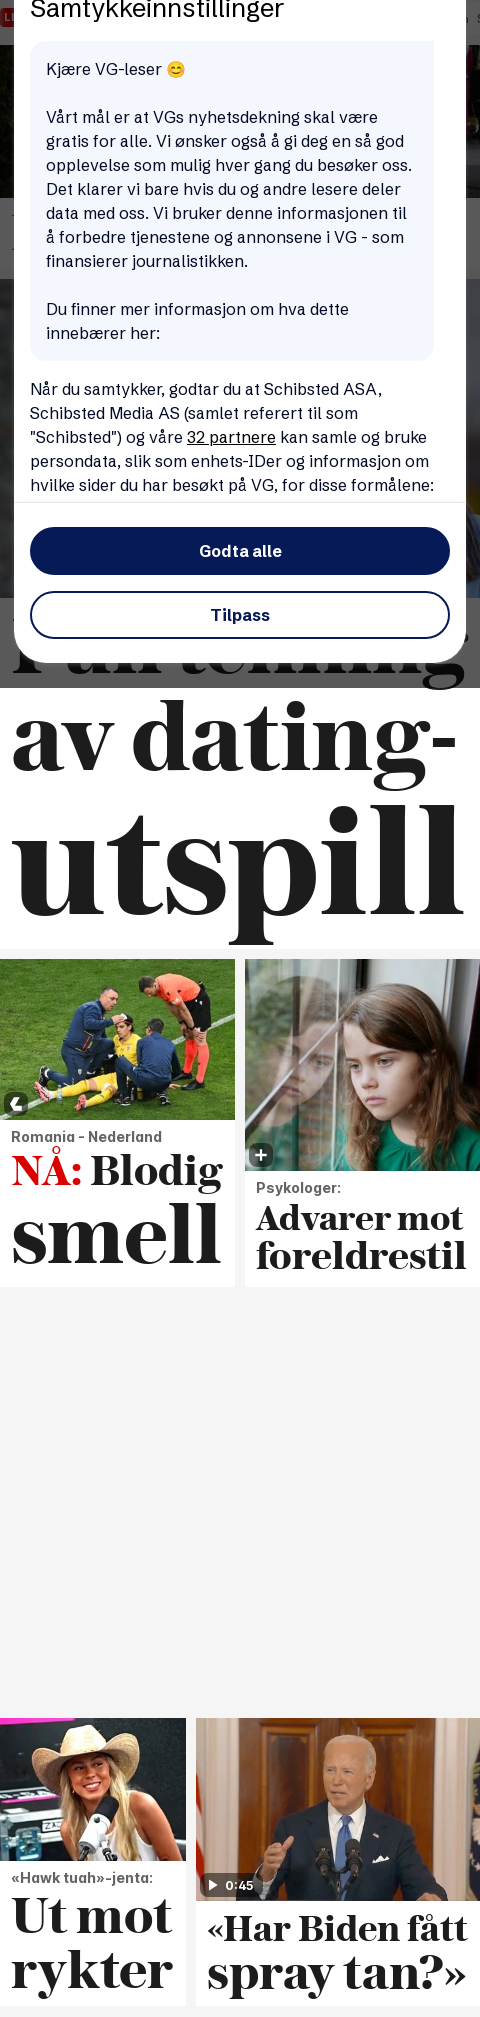 Samtykkeinnstillinger
Kjære VG-leser 😊
Vårt mål er at VGs nyhetsdekning skal være
gratis for alle. Vi ønsker også å gi deg en så god
opplevelse som mulig hver gang du besøker oss.
Det klarer vi bare hvis du og andre lesere deler
data med oss. Vi bruker denne informasjonen til
å forbedre tjenestene og annonsene i VG - som
finansierer journalistikken.
Du finner mer informasjon om hva dette
innebærer her:
Når du samtykker, godtar du at Schibsted ASA,
Schibsted Media AS (samlet referert til som
"Schibsted") og våre 32 partnere kan samle og bruke
persondata, slik som enhets-IDer og informasjon om
hvilke sider du har besøkt på VG, for disse formålene:
Godta alle
Tilpass
av dating-
utspill
Romania - Nederland
NÅ: Blodig
smell
Psykologer:
Advarer mot
foreldrestil
«Hawk tuah»-jenta:
Ut mot
rykter
0:45
«Har Biden fått
spray tan?»